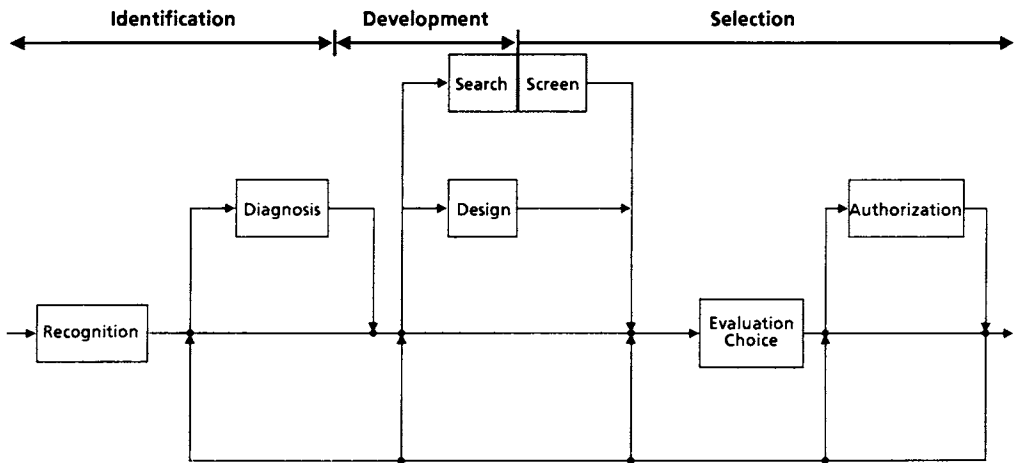 Identification
Development
Selection
Search
Screen
Diagnosis
Design
Authorization
Recognition
Evaluation
Choice